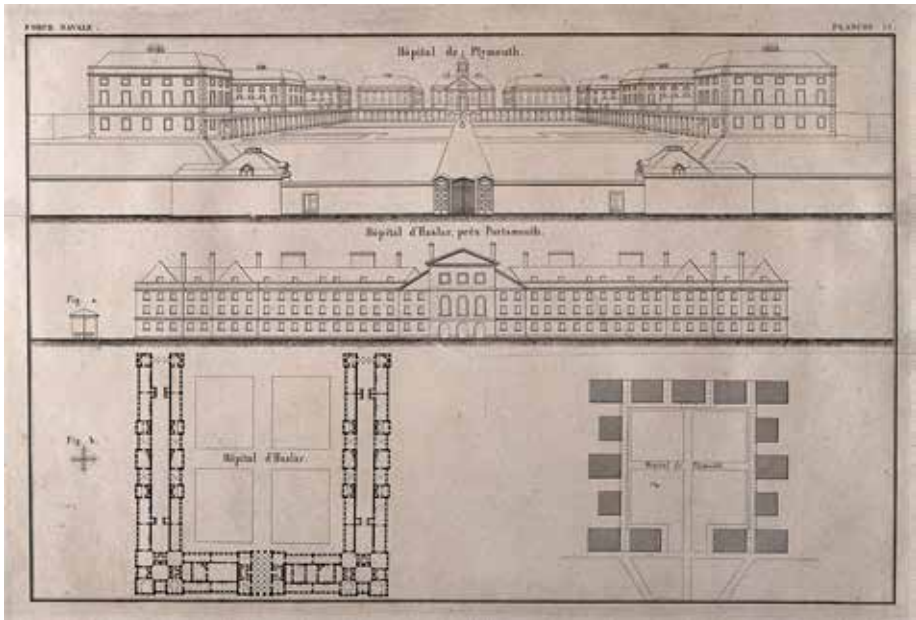 FORCE NAVALE.
PLANCHE
Hôpital de Plymouth.
Hôpital d'Haslar, près Portsmouth.
Fig. a.
Fig. b.
Hôpital d'Haslar.
Hôpital de Plymouth